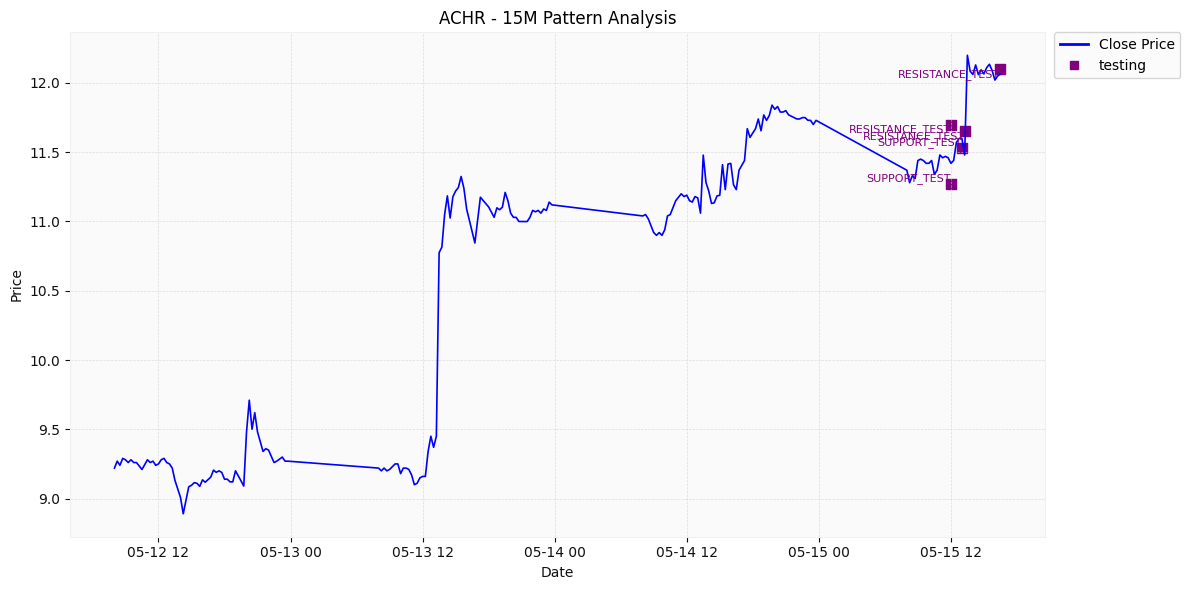 ACHR - 15M Pattern Analysis
Close Price
testing
Price
12.0
11.5
11.0
10.5
10.0
9.5
9.0
RESISTANCE_TEST
RESISTANCE_TEST
RESISTANCE_TEST
SUPPORT_TEST
SUPPORT_TEST
05-12 12
05-13 00
05-13 12
05-14 00
05-14 12
05-15 00
05-15 12
Date